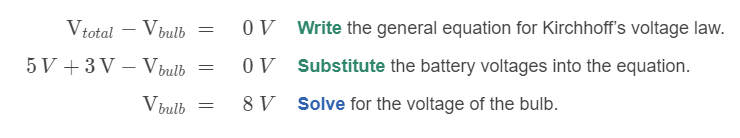 V_total − V_bulb = 0 V Write the general equation for Kirchhoff’s voltage law.
5 V + 3 V − V_bulb = 0 V Substitute the battery voltages into the equation.
V_bulb = 8 V Solve for the voltage of the bulb.